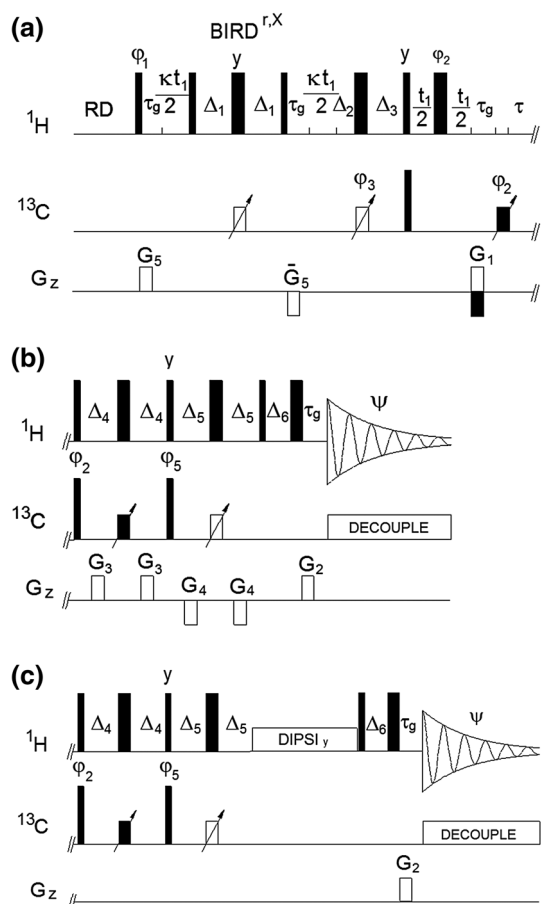 (a)
BIRD r,X
φ1 y y φ2
RD τg κt1/2 Δ1 Δ1 τg κt1/2 Δ2 Δ3 t1/2 t1/2 τg τ
1H
φ3 φ2
13C
G5 Ḡ5 G1
Gz
(b)
y
Δ4 Δ4 Δ5 Δ5 Δ6 τg ψ
1H
φ2 φ5
13C DECOUPLE
G3 G3 G4 G4 G2
Gz
(c)
y
Δ4 Δ4 Δ5 Δ5 DIPSI y Δ6 τg ψ
1H
φ2 φ5
13C DECOUPLE
G2
Gz